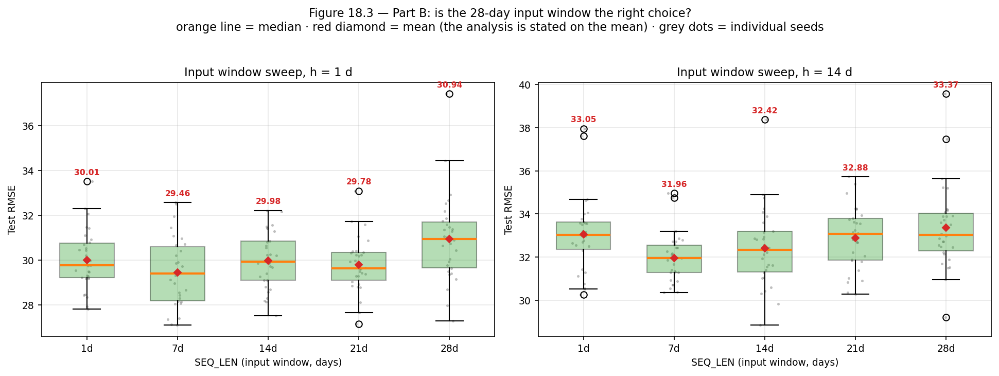 Figure 18.3 — Part B: is the 28-day input window the right choice?
orange line = median · red diamond = mean (the analysis is stated on the mean) · grey dots = individual seeds
Input window sweep, h = 1 d
30.94
30.01
29.46
29.98
29.78
36
34
32
30
28
Test RMSE
1d
7d
14d
21d
28d
SEQ_LEN (input window, days)
Input window sweep, h = 14 d
33.05
31.96
32.42
32.88
33.37
40
38
36
34
32
30
Test RMSE
1d
7d
14d
21d
28d
SEQ_LEN (input window, days)